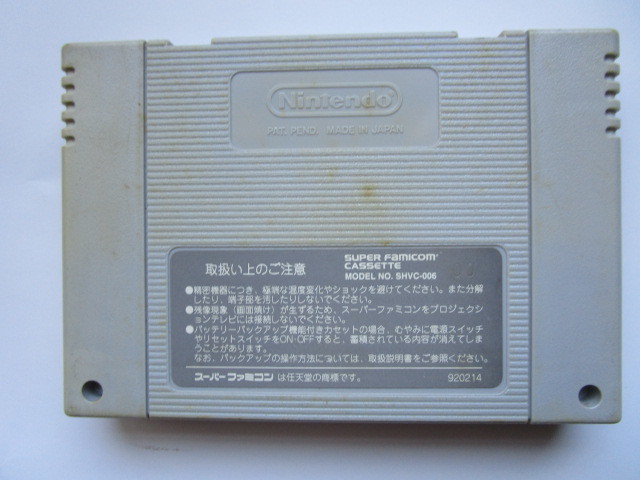 Nintendo
PAT. PEND. MADE IN JAPAN
取扱い上のご注意
SUPER Famicom
CASSETTE
MODEL NO. SHVC-006
●精密機器につき、極端な温度変化やショックを避けてください。また分解
したり、端子部を汚したりしないでください。
●残像現象(画面焼け)が生ずるため、スーパーファミコンをプロジェクシ
ョンテレビには接続しないでください。
●バッテリーバックアップ機能付きカセットの場合、むやみに電源スイッチ
やリセットスイッチをON・OFFすると、蓄積されている内容が消えてしま
うことがあります。
なお、バックアップの操作方法については、取扱説明書をご参照ください。
スーパーファミコン は任天堂の商標です。
920214